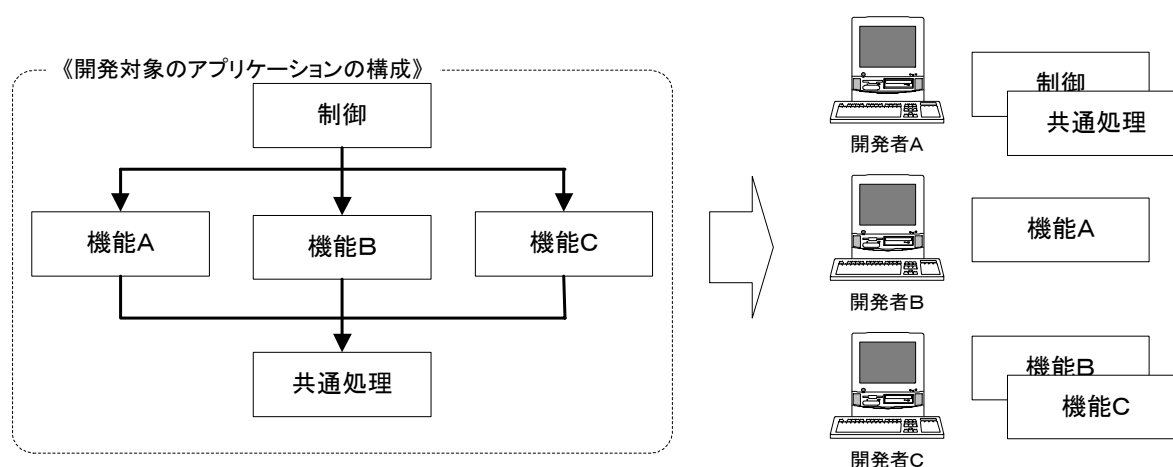 《開発対象のアプリケーションの構成》
制御
機能A
機能B
機能C
共通処理
開発者A
制御
共通処理
開発者B
機能A
開発者C
機能B
機能C